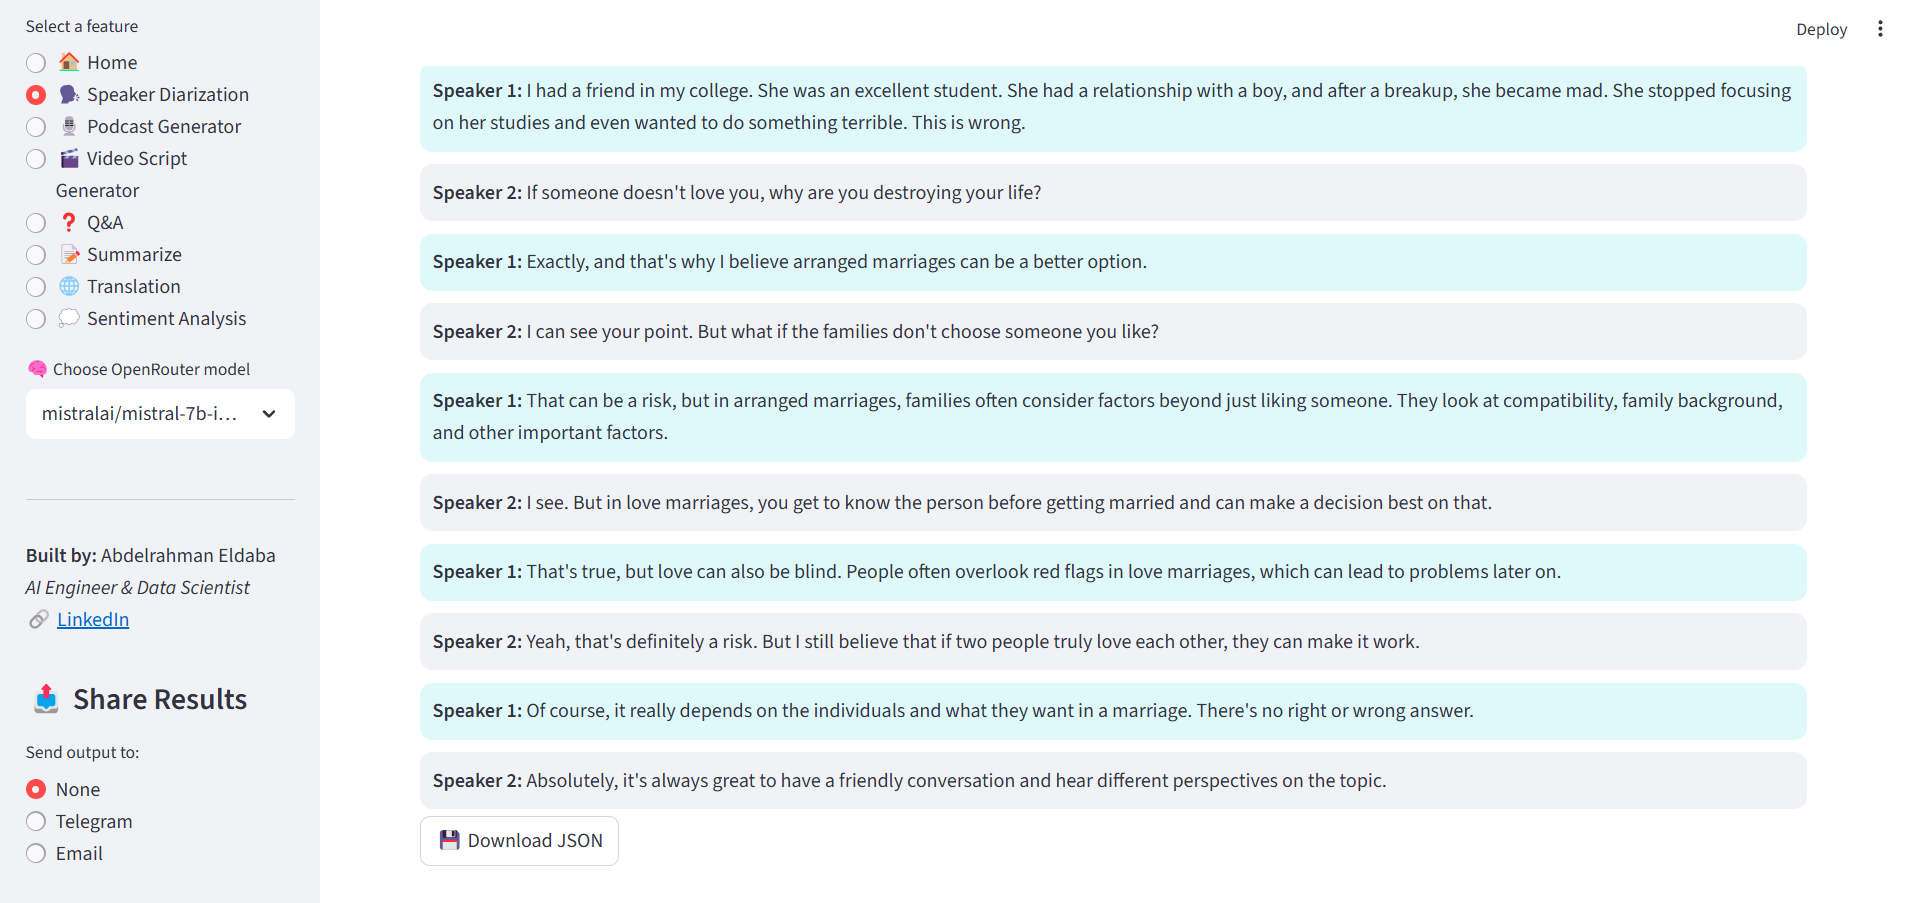 Select a feature
Home
Speaker Diarization
Podcast Generator
Video Script
Generator
Q&A
Summarize
Translation
Sentiment Analysis
Choose OpenRouter model
mistralai/mistral-7b-i...
Built by: Abdelrahman Eldaba
AI Engineer & Data Scientist
LinkedIn
Share Results
Send output to:
None
Telegram
Email
Deploy
Speaker 1: I had a friend in my college. She was an excellent student. She had a relationship with a boy, and after a breakup, she became mad. She stopped focusing
on her studies and even wanted to do something terrible. This is wrong.
Speaker 2: If someone doesn't love you, why are you destroying your life?
Speaker 1: Exactly, and that's why I believe arranged marriages can be a better option.
Speaker 2: I can see your point. But what if the families don't choose someone you like?
Speaker 1: That can be a risk, but in arranged marriages, families often consider factors beyond just liking someone. They look at compatibility, family background,
and other important factors.
Speaker 2: I see. But in love marriages, you get to know the person before getting married and can make a decision best on that.
Speaker 1: That's true, but love can also be blind. People often overlook red flags in love marriages, which can lead to problems later on.
Speaker 2: Yeah, that's definitely a risk. But I still believe that if two people truly love each other, they can make it work.
Speaker 1: Of course, it really depends on the individuals and what they want in a marriage. There's no right or wrong answer.
Speaker 2: Absolutely, it's always great to have a friendly conversation and hear different perspectives on the topic.
Download JSON